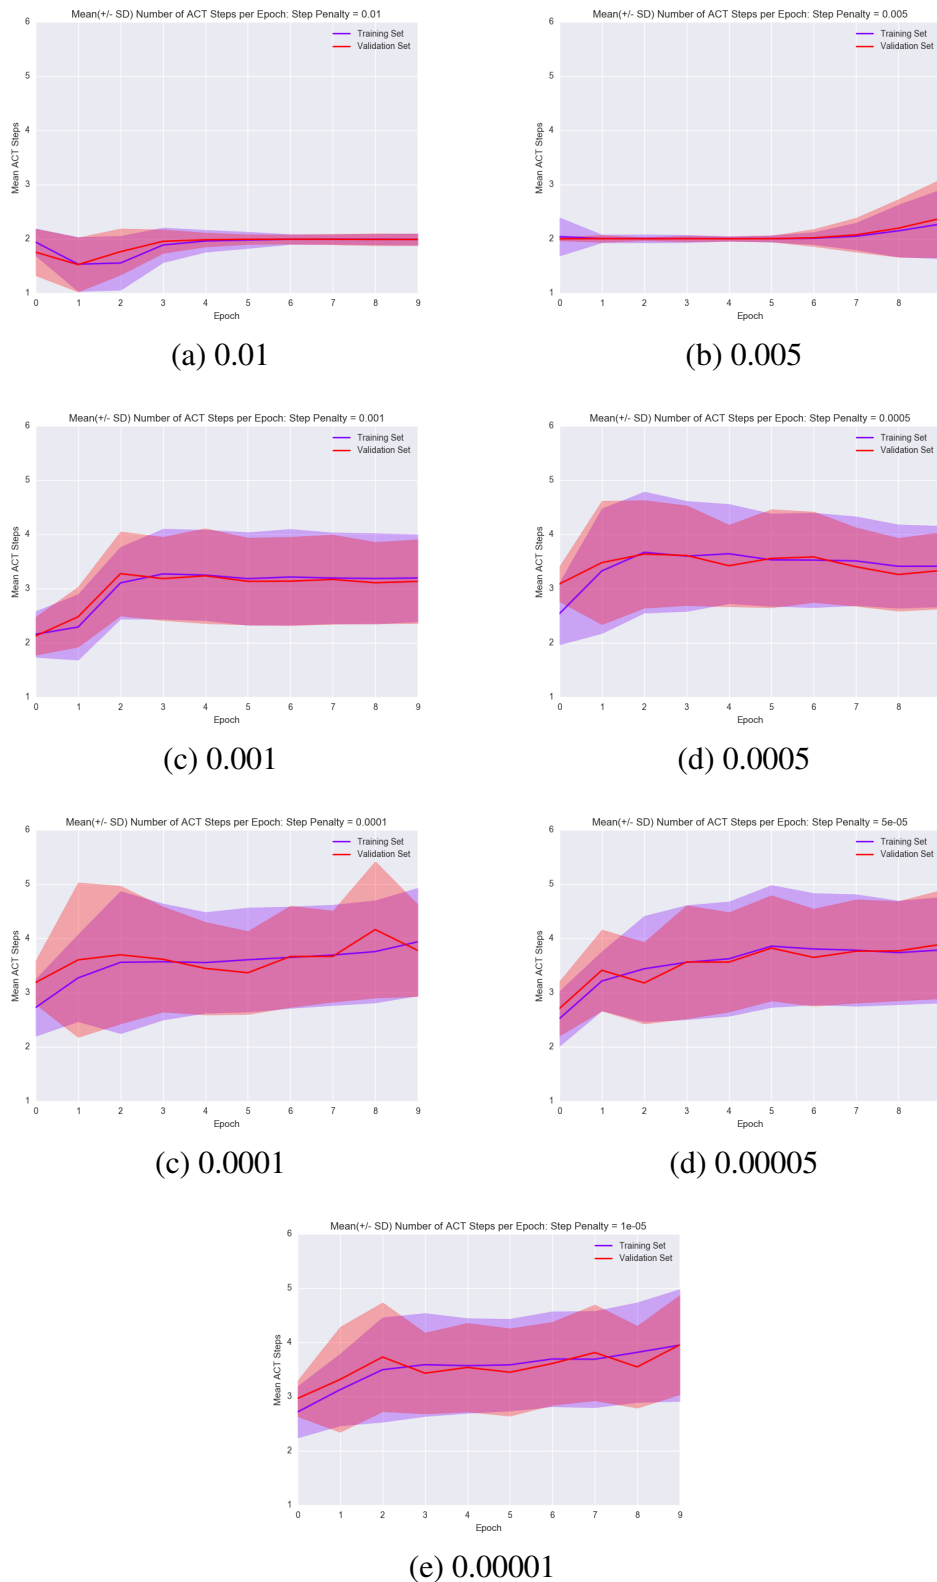 Mean(+/- SD) Number of ACT Steps per Epoch: Step Penalty = 0.01
6
Training Set
Validation Set
5
4
Mean ACT Steps
3
2
1
0 1 2 3 4 5 6 7 8 9
Epoch
(a) 0.01
Mean(+/- SD) Number of ACT Steps per Epoch: Step Penalty = 0.005
6
Training Set
Validation Set
5
4
Mean ACT Steps
3
2
1
0 1 2 3 4 5 6 7 8
Epoch
(b) 0.005
Mean(+/- SD) Number of ACT Steps per Epoch: Step Penalty = 0.001
6
Training Set
Validation Set
5
4
Mean ACT Steps
3
2
1
0 1 2 3 4 5 6 7 8 9
Epoch
(c) 0.001
Mean(+/- SD) Number of ACT Steps per Epoch: Step Penalty = 0.0005
6
Training Set
Validation Set
5
4
Mean ACT Steps
3
2
1
0 1 2 3 4 5 6 7 8
Epoch
(d) 0.0005
Mean(+/- SD) Number of ACT Steps per Epoch: Step Penalty = 0.0001
6
Training Set
Validation Set
5
4
Mean ACT Steps
3
2
1
0 1 2 3 4 5 6 7 8 9
Epoch
(c) 0.0001
Mean(+/- SD) Number of ACT Steps per Epoch: Step Penalty = 5e-05
6
Training Set
Validation Set
5
4
Mean ACT Steps
3
2
1
0 1 2 3 4 5 6 7 8
Epoch
(d) 0.00005
Mean(+/- SD) Number of ACT Steps per Epoch: Step Penalty = 1e-05
6
Training Set
Validation Set
5
4
Mean ACT Steps
3
2
1
0 1 2 3 4 5 6 7 8 9
Epoch
(e) 0.00001